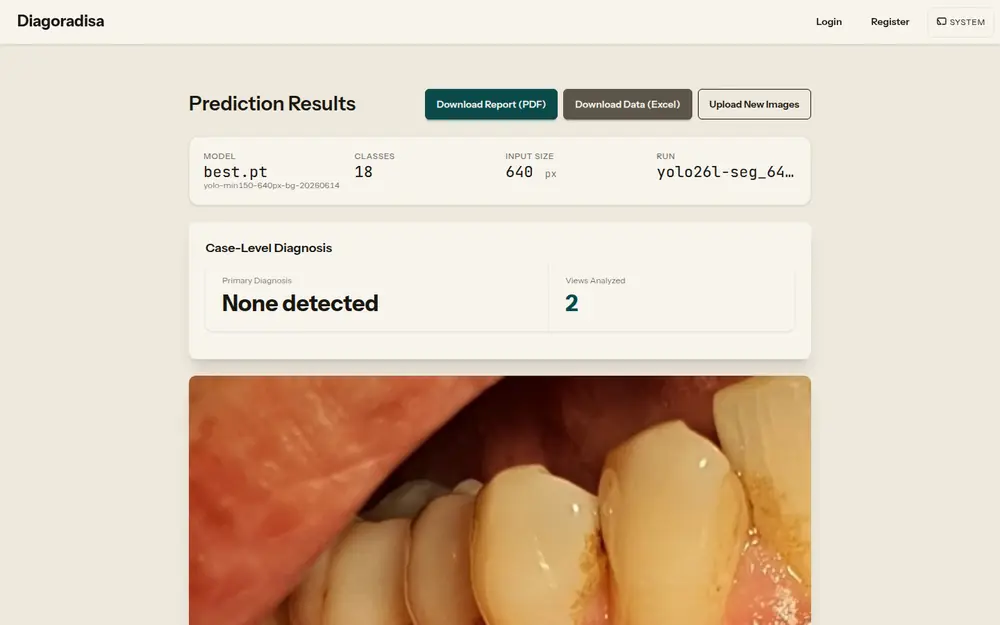 Diagoradisa
Login
Register
SYSTEM
Prediction Results
Download Report (PDF)
Download Data (Excel)
Upload New Images
MODEL
best.pt
yolo-min150-640px-bg-20260614
CLASSES
18
INPUT SIZE
640 px
RUN
yolo26l-seg_64…
Case-Level Diagnosis
Primary Diagnosis
None detected
Views Analyzed
2